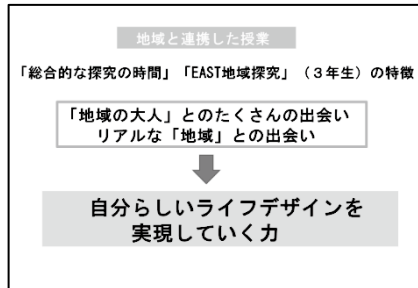 地域と連携した授業
「総合的な探究の時間」「EAST地域探究」（３年生）の特徴
「地域の大人」とのたくさんの出会い
リアルな「地域」との出会い
自分らしいライフデザインを
実現していく力